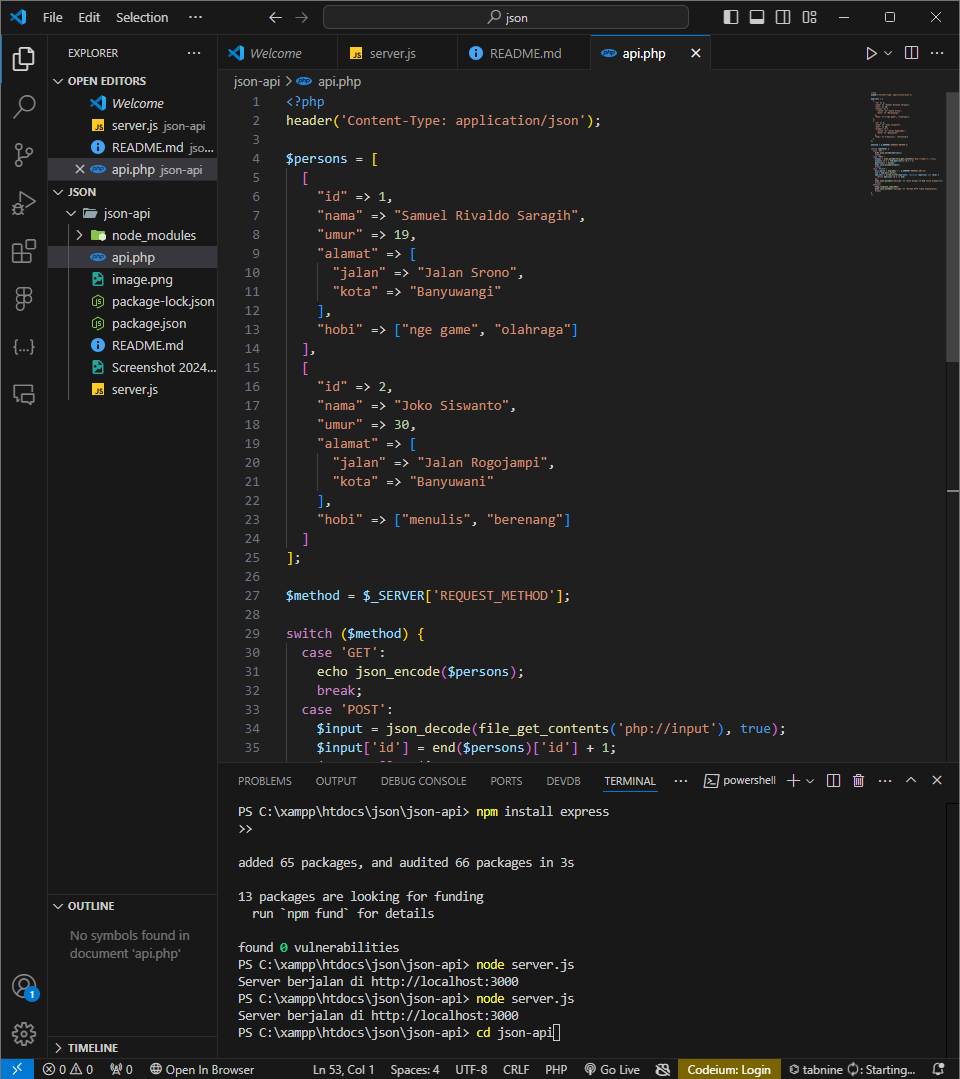 File Edit Selection ··· json
EXPLORER ···
OPEN EDITORS
Welcome
server.js json-api
README.md jso...
api.php json-api
JSON
json-api
node_modules
api.php
image.png
package-lock.json
package.json
README.md
Screenshot 2024...
server.js
OUTLINE
No symbols found in
document 'api.php'
TIMELINE
Welcome server.js README.md api.php
json-api > api.php
1 <?php
2 header('Content-Type: application/json');
3
4 $persons = [
5 [
6 "id" => 1,
7 "nama" => "Samuel Rivaldo Saragih",
8 "umur" => 19,
9 "alamat" => [
10 "jalan" => "Jalan Srono",
11 "kota" => "Banyuwangi"
12 ],
13 "hobi" => ["nge game", "olahraga"]
14 ],
15 [
16 "id" => 2,
17 "nama" => "Joko Siswanto",
18 "umur" => 30,
19 "alamat" => [
20 "jalan" => "Jalan Rogojampi",
21 "kota" => "Banyuwani"
22 ],
23 "hobi" => ["menulis", "berenang"]
24 ]
25 ];
26
27 $method = $_SERVER['REQUEST_METHOD'];
28
29 switch ($method) {
30 case 'GET':
31 echo json_encode($persons);
32 break;
33 case 'POST':
34 $input = json_decode(file_get_contents('php://input'), true);
35 $input['id'] = end($persons)['id'] + 1;
PROBLEMS OUTPUT DEBUG CONSOLE PORTS DEVDB TERMINAL ··· powershell
PS C:\xampp\htdocs\json\json-api> npm install express
>>
added 65 packages, and audited 66 packages in 3s
13 packages are looking for funding
run `npm fund` for details
found 0 vulnerabilities
PS C:\xampp\htdocs\json\json-api> node server.js
Server berjalan di http://localhost:3000
PS C:\xampp\htdocs\json\json-api> node server.js
Server berjalan di http://localhost:3000
PS C:\xampp\htdocs\json\json-api> cd json-api
1
0 0 0 Open In Browser Ln 53, Col 1 Spaces: 4 UTF-8 CRLF PHP Go Live Codeium: Login tabnine : Starting...